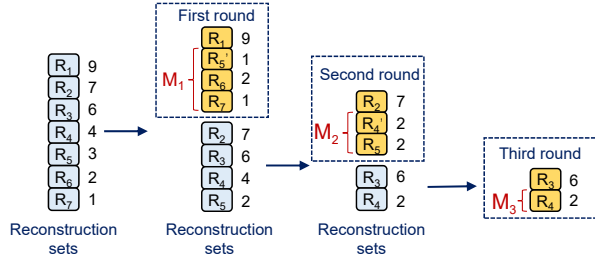 R1 9
R2 7
R3 6
R4 4
R5 3
R6 2
R7 1
Reconstruction
sets
First round
R1 9
R5' 1
R6 2
R7 1
M1
R2 7
R3 6
R4 4
R5 2
Reconstruction
sets
Second round
R2 7
R4' 2
R5 2
M2
R3 6
R4 2
Reconstruction
sets
Third round
R3 6
R4 2
M3